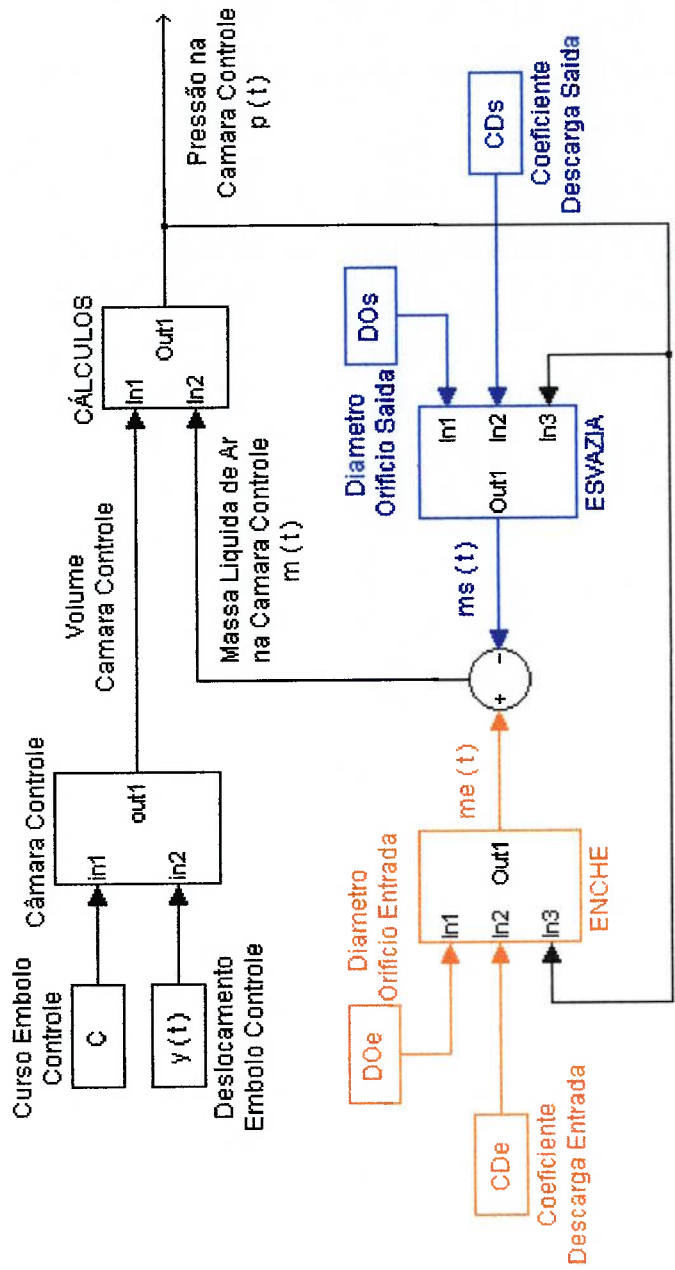 Curso Embolo
Controle
C
y(t)
Deslocamento
Embolo Controle
Câmara Controle
in1
in2
out1
Volume
Camara Controle
CÁLCULOS
In1
In2
Out1
Pressão na
Camara Controle
p ( t )
Massa Liquida de Ar
na Camara Controle
m ( t )
Diametro
Orificio Entrada
DOe
CDe
Coeficiente
Descarga Entrada
In1
In2
In3
Out1
ENCHE
me ( t )
+
-
ms ( t )
Diametro
Orificio Saida
DOs
Out1
In1
In2
In3
ESVAZIA
CDs
Coeficiente
Descarga Saida